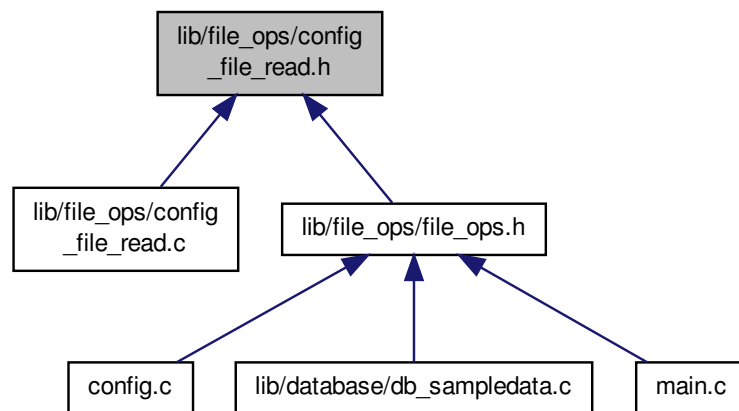 lib/file_ops/config
_file_read.h
lib/file_ops/config
_file_read.c
lib/file_ops/file_ops.h
config.c
lib/database/db_sampledata.c
main.c